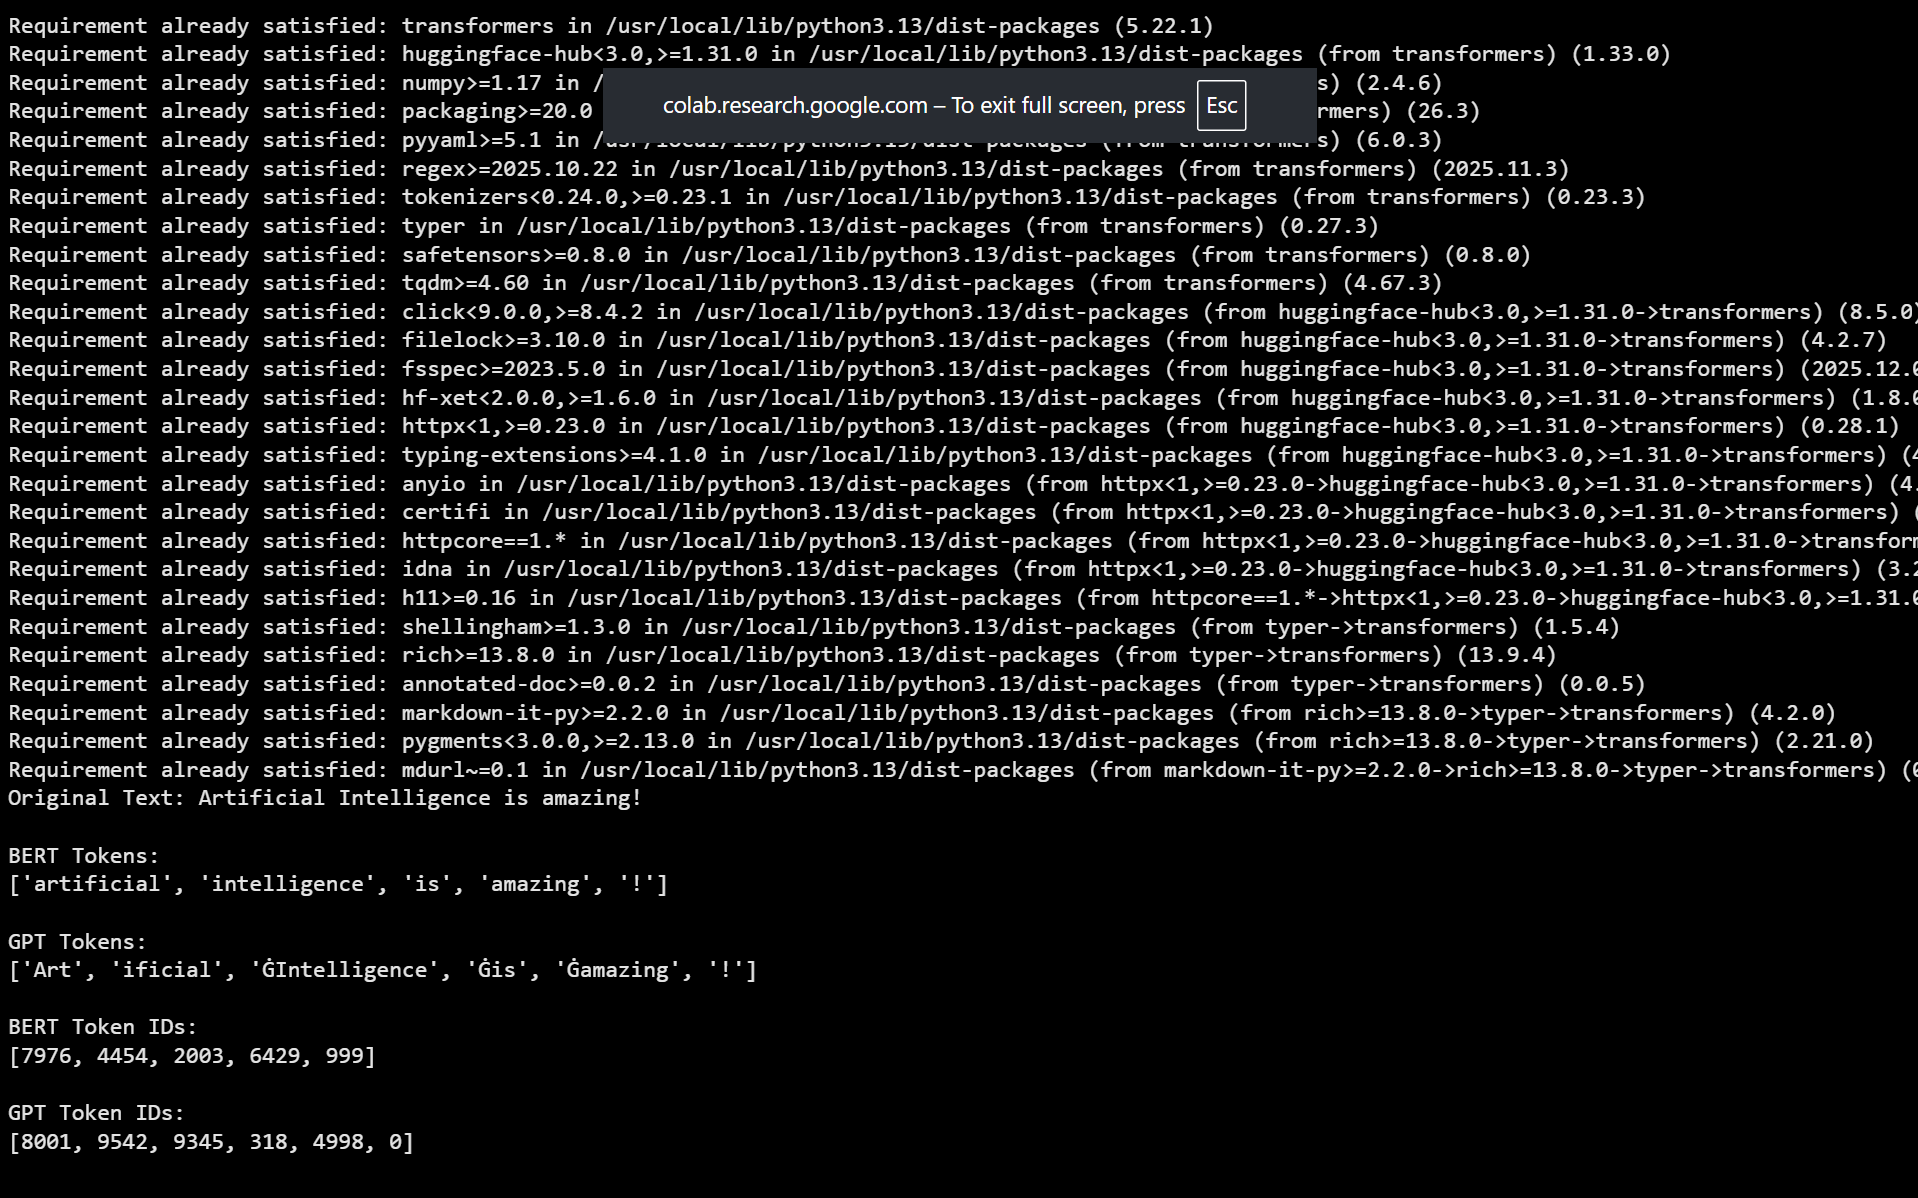 Requirement already satisfied: transformers in /usr/local/lib/python3.13/dist-packages (5.22.1)
Requirement already satisfied: huggingface-hub<3.0,>=1.31.0 in /usr/local/lib/python3.13/dist-packages (from transformers) (1.33.0)
Requirement already satisfied: numpy>=1.17 in / s) (2.4.6)
colab.research.google.com – To exit full screen, press Esc
Requirement already satisfied: packaging>=20.0 rmers) (26.3)
Requirement already satisfied: pyyaml>=5.1 in /usr/local/lib/python3.13/dist-packages (from transformers) (6.0.3)
Requirement already satisfied: regex>=2025.10.22 in /usr/local/lib/python3.13/dist-packages (from transformers) (2025.11.3)
Requirement already satisfied: tokenizers<0.24.0,>=0.23.1 in /usr/local/lib/python3.13/dist-packages (from transformers) (0.23.3)
Requirement already satisfied: typer in /usr/local/lib/python3.13/dist-packages (from transformers) (0.27.3)
Requirement already satisfied: safetensors>=0.8.0 in /usr/local/lib/python3.13/dist-packages (from transformers) (0.8.0)
Requirement already satisfied: tqdm>=4.60 in /usr/local/lib/python3.13/dist-packages (from transformers) (4.67.3)
Requirement already satisfied: click<9.0.0,>=8.4.2 in /usr/local/lib/python3.13/dist-packages (from huggingface-hub<3.0,>=1.31.0->transformers) (8.5.0)
Requirement already satisfied: filelock>=3.10.0 in /usr/local/lib/python3.13/dist-packages (from huggingface-hub<3.0,>=1.31.0->transformers) (4.2.7)
Requirement already satisfied: fsspec>=2023.5.0 in /usr/local/lib/python3.13/dist-packages (from huggingface-hub<3.0,>=1.31.0->transformers) (2025.12.0
Requirement already satisfied: hf-xet<2.0.0,>=1.6.0 in /usr/local/lib/python3.13/dist-packages (from huggingface-hub<3.0,>=1.31.0->transformers) (1.8.0
Requirement already satisfied: httpx<1,>=0.23.0 in /usr/local/lib/python3.13/dist-packages (from huggingface-hub<3.0,>=1.31.0->transformers) (0.28.1)
Requirement already satisfied: typing-extensions>=4.1.0 in /usr/local/lib/python3.13/dist-packages (from huggingface-hub<3.0,>=1.31.0->transformers) (4
Requirement already satisfied: anyio in /usr/local/lib/python3.13/dist-packages (from httpx<1,>=0.23.0->huggingface-hub<3.0,>=1.31.0->transformers) (4.
Requirement already satisfied: certifi in /usr/local/lib/python3.13/dist-packages (from httpx<1,>=0.23.0->huggingface-hub<3.0,>=1.31.0->transformers) (
Requirement already satisfied: httpcore==1.* in /usr/local/lib/python3.13/dist-packages (from httpx<1,>=0.23.0->huggingface-hub<3.0,>=1.31.0->transform
Requirement already satisfied: idna in /usr/local/lib/python3.13/dist-packages (from httpx<1,>=0.23.0->huggingface-hub<3.0,>=1.31.0->transformers) (3.2
Requirement already satisfied: h11>=0.16 in /usr/local/lib/python3.13/dist-packages (from httpcore==1.*->httpx<1,>=0.23.0->huggingface-hub<3.0,>=1.31.0
Requirement already satisfied: shellingham>=1.3.0 in /usr/local/lib/python3.13/dist-packages (from typer->transformers) (1.5.4)
Requirement already satisfied: rich>=13.8.0 in /usr/local/lib/python3.13/dist-packages (from typer->transformers) (13.9.4)
Requirement already satisfied: annotated-doc>=0.0.2 in /usr/local/lib/python3.13/dist-packages (from typer->transformers) (0.0.5)
Requirement already satisfied: markdown-it-py>=2.2.0 in /usr/local/lib/python3.13/dist-packages (from rich>=13.8.0->typer->transformers) (4.2.0)
Requirement already satisfied: pygments<3.0.0,>=2.13.0 in /usr/local/lib/python3.13/dist-packages (from rich>=13.8.0->typer->transformers) (2.21.0)
Requirement already satisfied: mdurl~=0.1 in /usr/local/lib/python3.13/dist-packages (from markdown-it-py>=2.2.0->rich>=13.8.0->typer->transformers) (0
Original Text: Artificial Intelligence is amazing!
BERT Tokens:
['artificial', 'intelligence', 'is', 'amazing', '!']
GPT Tokens:
['Art', 'ificial', 'ĠIntelligence', 'Ġis', 'Ġamazing', '!']
BERT Token IDs:
[7976, 4454, 2003, 6429, 999]
GPT Token IDs:
[8001, 9542, 9345, 318, 4998, 0]